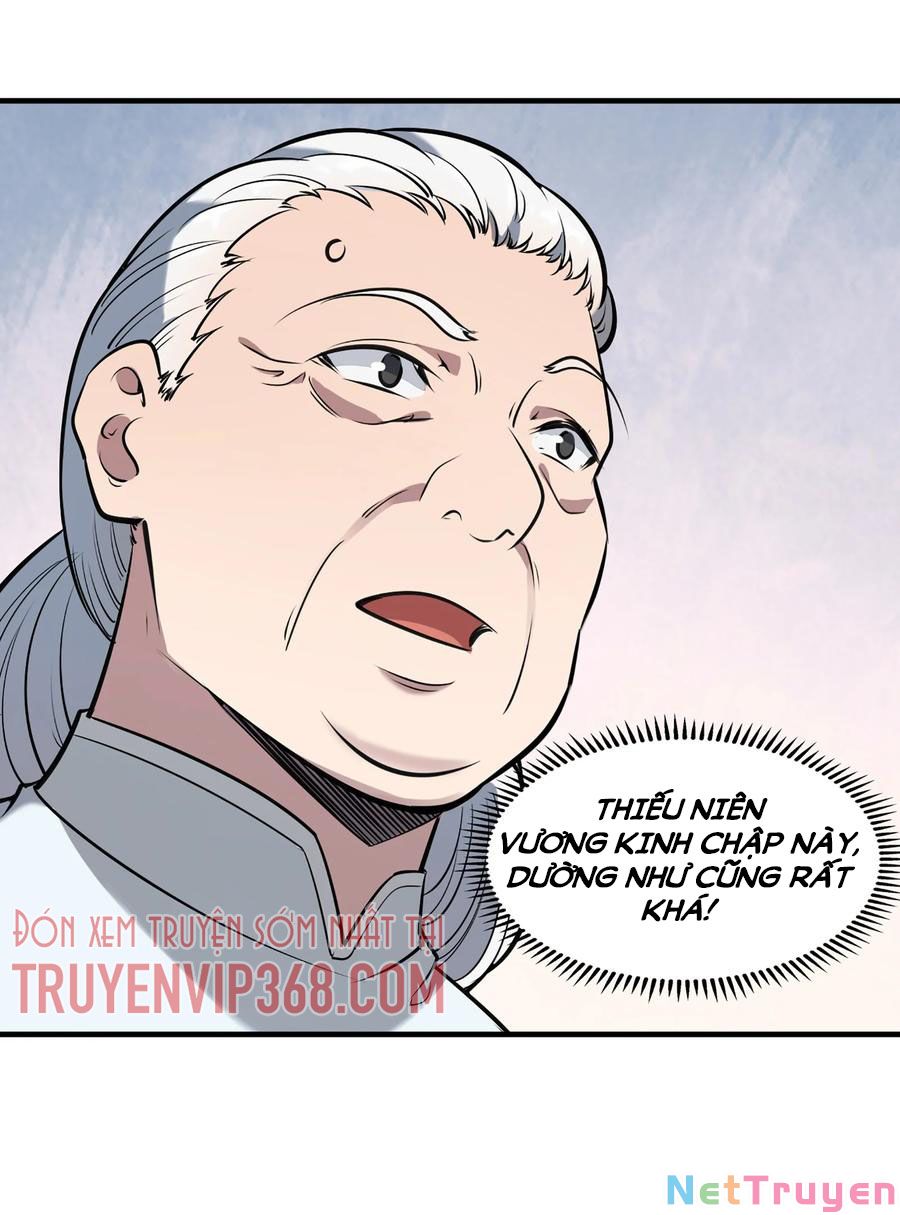 THIẾU NIÊN
VƯƠNG KINH CHẬP NÀY,
DƯỜNG NHƯ CŨNG RẤT
KHÁ!
ĐÓN XEM TRUYỆN SỚM NHẤT TẠI
TRUYENVIP368.COM
NetTruyen